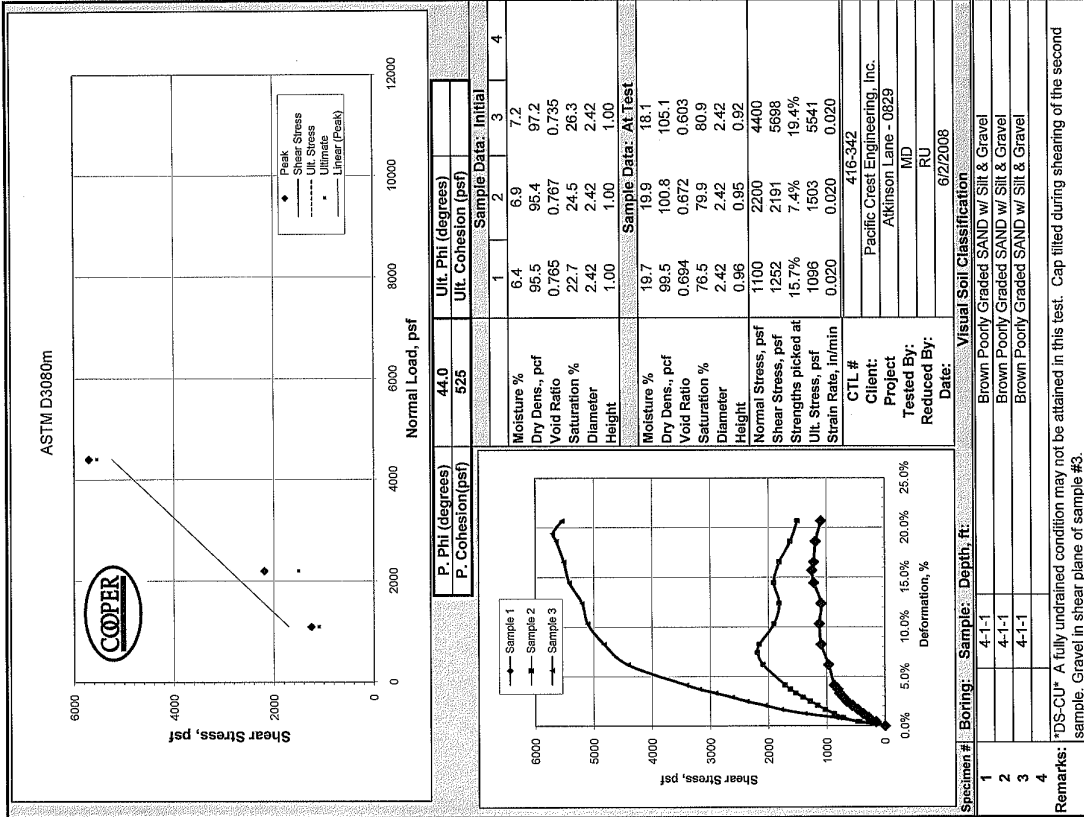 ASTM D3080m
COOPER
6000
4000
2000
0
Shear Stress, psf
0 2000 4000 6000 8000 10000 12000
Normal Load, psf
Peak
Shear Stress
Ult. Stress
Ultimate
Linear (Peak)
P. Phi (degrees) 44.0 Ult. Phi (degrees)
P. Cohesion(psf) 525 Ult. Cohesion (psf)
Sample 1
Sample 2
Sample 3
6000
5000
4000
3000
2000
1000
0
Shear Stress, psf
0.0% 5.0% 10.0% 15.0% 20.0% 25.0%
Deformation, %
Sample Data: Initial
1 2 3 4
Moisture % 6.4 6.9 7.2
Dry Dens., pcf 95.5 95.4 97.2
Void Ratio 0.765 0.767 0.735
Saturation % 22.7 24.5 26.3
Diameter 2.42 2.42 2.42
Height 1.00 1.00 1.00
Sample Data: At Test
Moisture % 19.7 19.9 18.1
Dry Dens., pcf 99.5 100.8 105.1
Void Ratio 0.694 0.672 0.603
Saturation % 76.5 79.9 80.9
Diameter 2.42 2.42 2.42
Height 0.96 0.95 0.92
Normal Stress, psf 1100 2200 4400
Shear Stress, psf 1252 2191 5698
Strengths picked at 15.7% 7.4% 19.4%
Ult. Stress, psf 1096 1503 5541
Strain Rate, in/min 0.020 0.020 0.020
CTL # 416-342
Client: Pacific Crest Engineering, Inc.
Project Atkinson Lane - 0829
Tested By: MD
Reduced By: RU
Date: 6/2/2008
Specimen # Boring: Sample: Depth, ft: Visual Soil Classification
1 4-1-1 Brown Poorly Graded SAND w/ Silt & Gravel
2 4-1-1 Brown Poorly Graded SAND w/ Silt & Gravel
3 4-1-1 Brown Poorly Graded SAND w/ Silt & Gravel
4
Remarks: *DS-CU* A fully undrained condition may not be attained in this test. Cap tilted during shearing of the second
sample. Gravel in shear plane of sample #3.